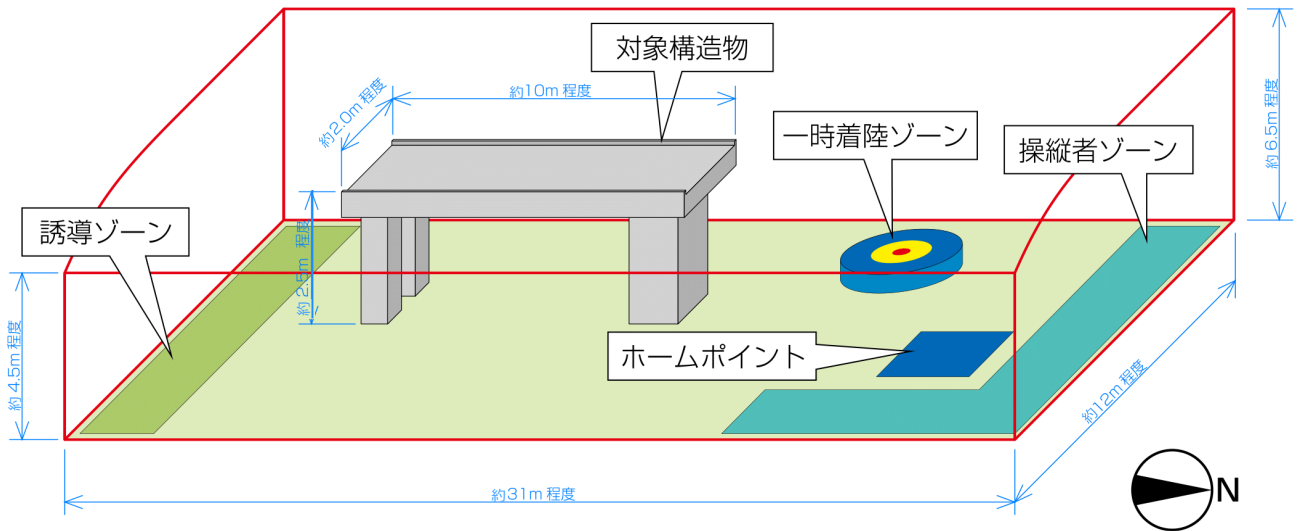 対象構造物
約10m 程度
約2.0m 程度
一時着陸ゾーン
操縦者ゾーン
約 6.5m 程度
誘導ゾーン
約 2.5m 程度
ホームポイント
約 4.5m 程度
約12m 程度
約31m 程度
N